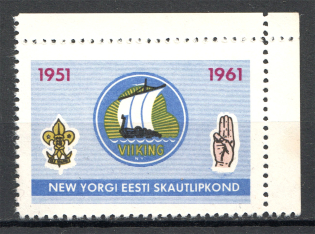 1951 1961
VIIKING
N.Y.
NEW YORGI EESTI SKAUTLIPKOND